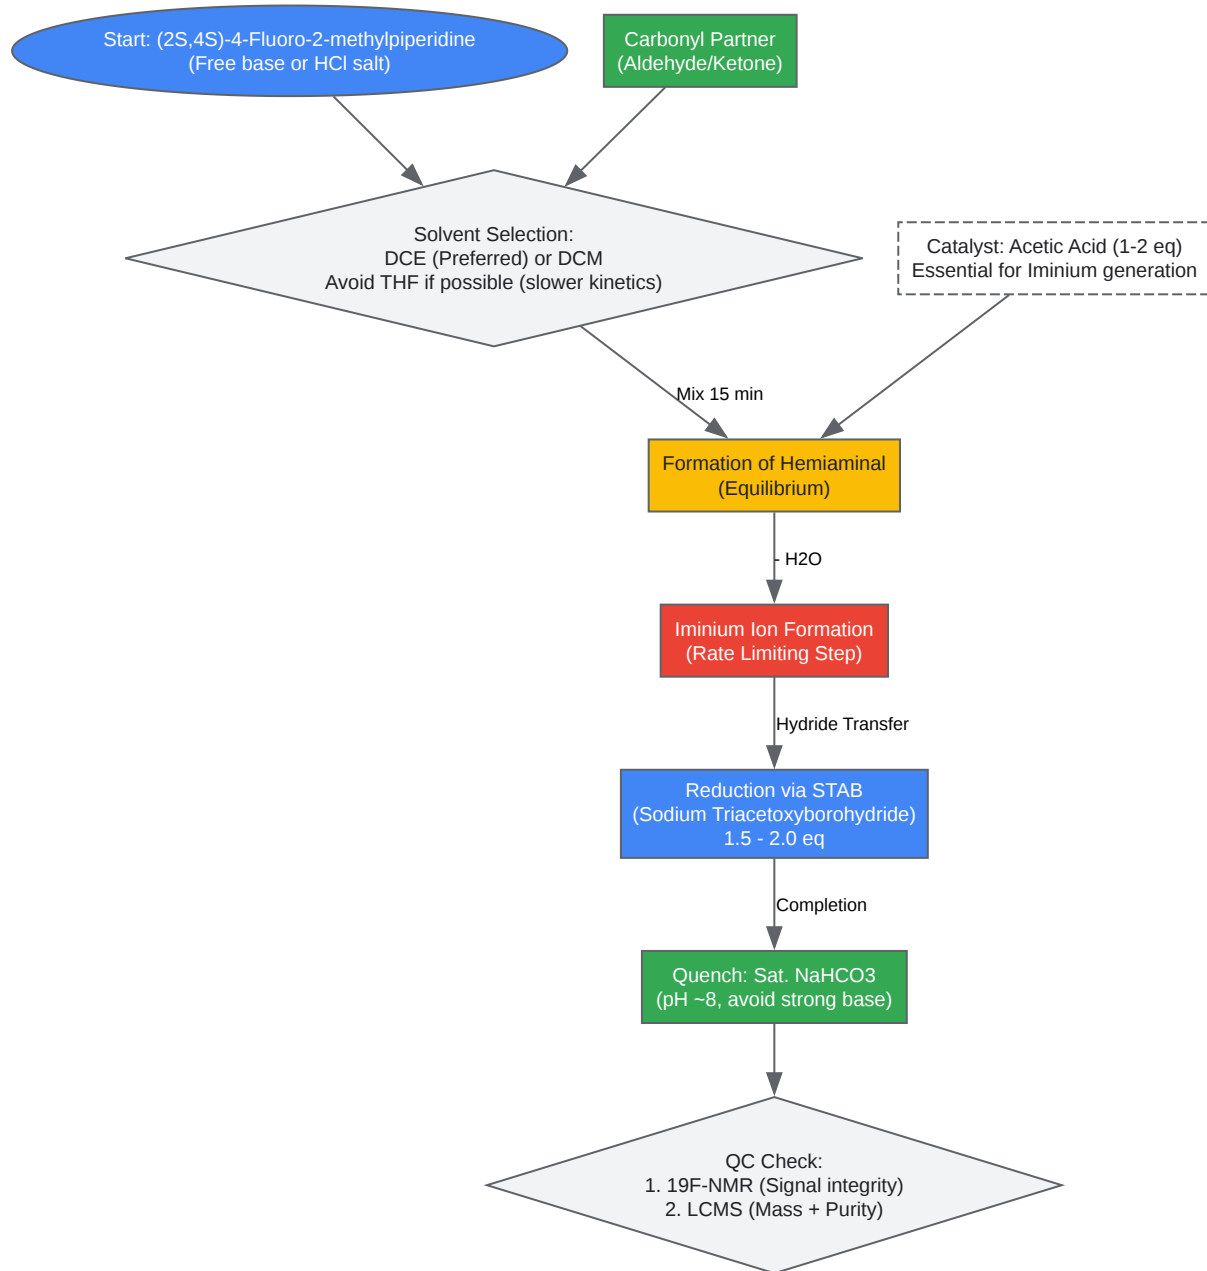 Start: (2S,4S)-4-Fluoro-2-methylpiperidine
(Free base or HCl salt)
Carbonyl Partner
(Aldehyde/Ketone)
Solvent Selection:
DCE (Preferred) or DCM
Avoid THF if possible (slower kinetics)
Catalyst: Acetic Acid (1-2 eq)
Essential for Iminium generation
Mix 15 min
Formation of Hemiaminal
(Equilibrium)
- H2O
Iminium Ion Formation
(Rate Limiting Step)
Hydride Transfer
Reduction via STAB
(Sodium Triacetoxyborohydride)
1.5 - 2.0 eq
Completion
Quench: Sat. NaHCO3
(pH ~8, avoid strong base)
QC Check:
1. 19F-NMR (Signal integrity)
2. LCMS (Mass + Purity)